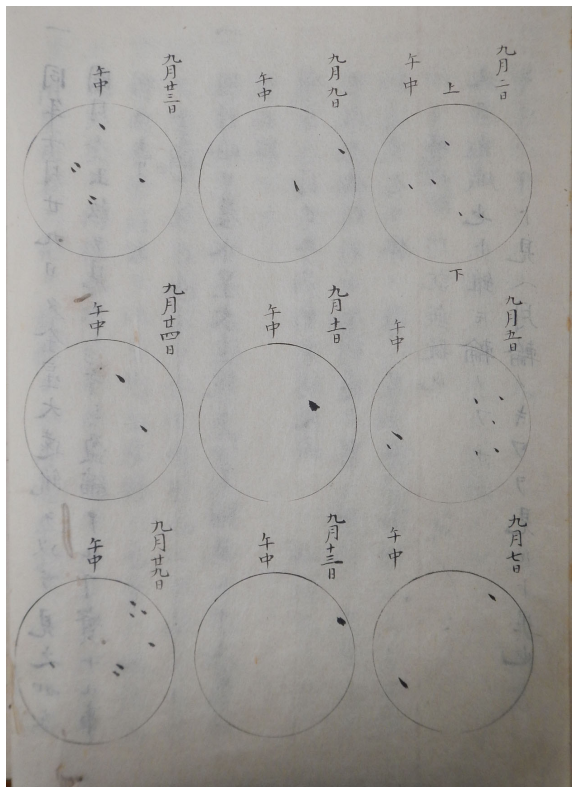 九月二日
午中
上
下
九月五日
午中
九月七日
午中
九月九日
午中
九月十一日
午中
九月十三日
午中
九月廿三日
午中
九月廿四日
午中
九月廿九日
午中